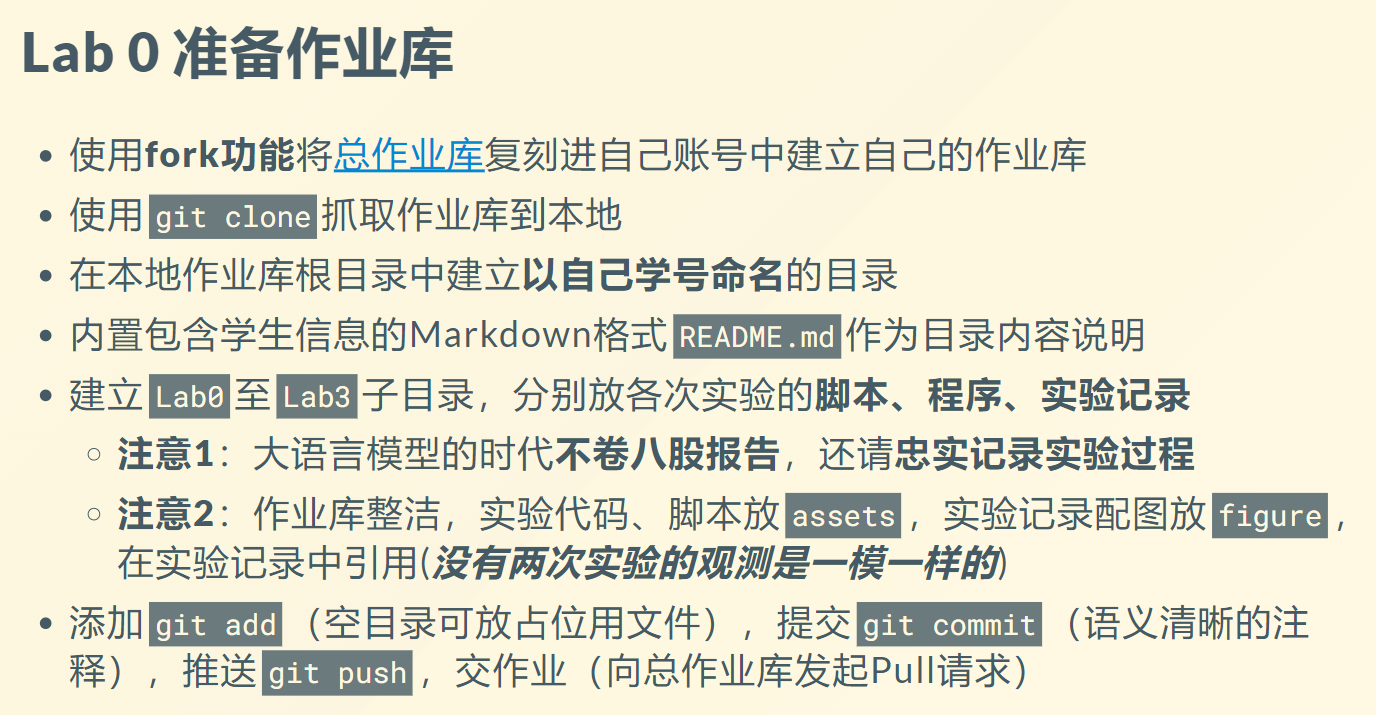 Lab 0 准备作业库
使用fork功能将总作业库复刻进自己账号中建立自己的作业库
使用 git clone 抓取作业库到本地
在本地作业库根目录中建立以自己学号命名的目录
内置包含学生信息的Markdown格式 README.md 作为目录内容说明
建立 Lab0 至 Lab3 子目录，分别放各次实验的脚本、程序、实验记录
注意1：大语言模型的时代不卷八股报告，还请忠实记录实验过程
注意2：作业库整洁，实验代码、脚本放 assets ，实验记录配图放 figure ，
在实验记录中引用(没有两次实验的观测是一模一样的)
添加 git add （空目录可放占位用文件），提交 git commit （语义清晰的注
释），推送 git push ，交作业（向总作业库发起Pull请求）